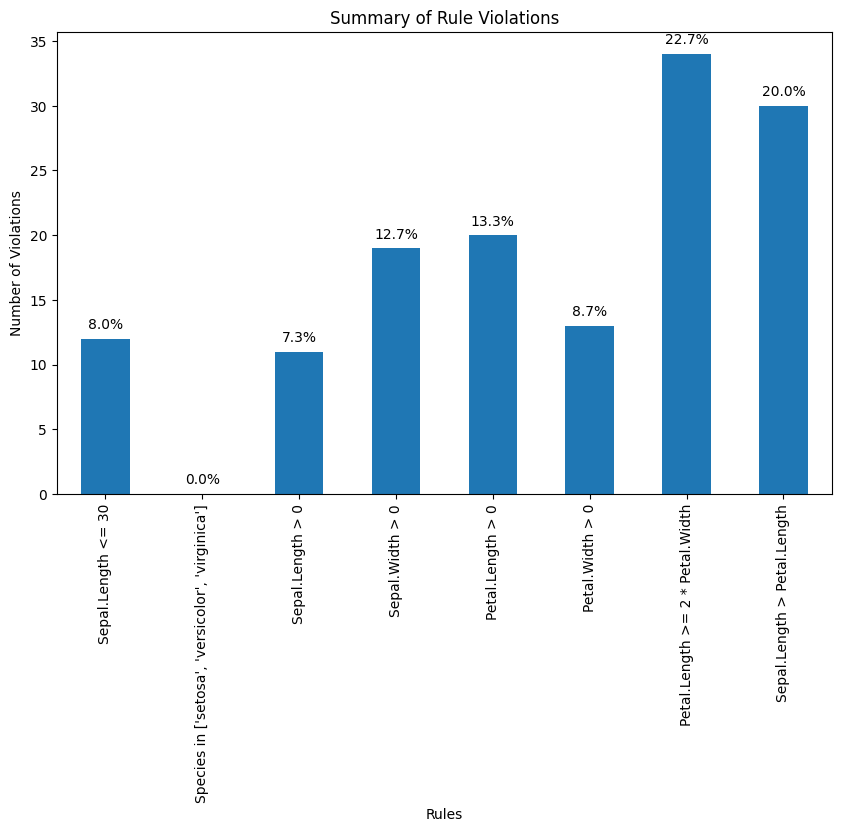 Summary of Rule Violations
35
30
25
20
15
10
5
0
Number of Violations
8.0%
0.0%
7.3%
12.7%
13.3%
8.7%
22.7%
20.0%
Sepal.Length <= 30
Species in ['setosa', 'versicolor', 'virginica']
Sepal.Length > 0
Sepal.Width > 0
Petal.Length > 0
Petal.Width > 0
Petal.Length >= 2 * Petal.Width
Sepal.Length > Petal.Length
Rules